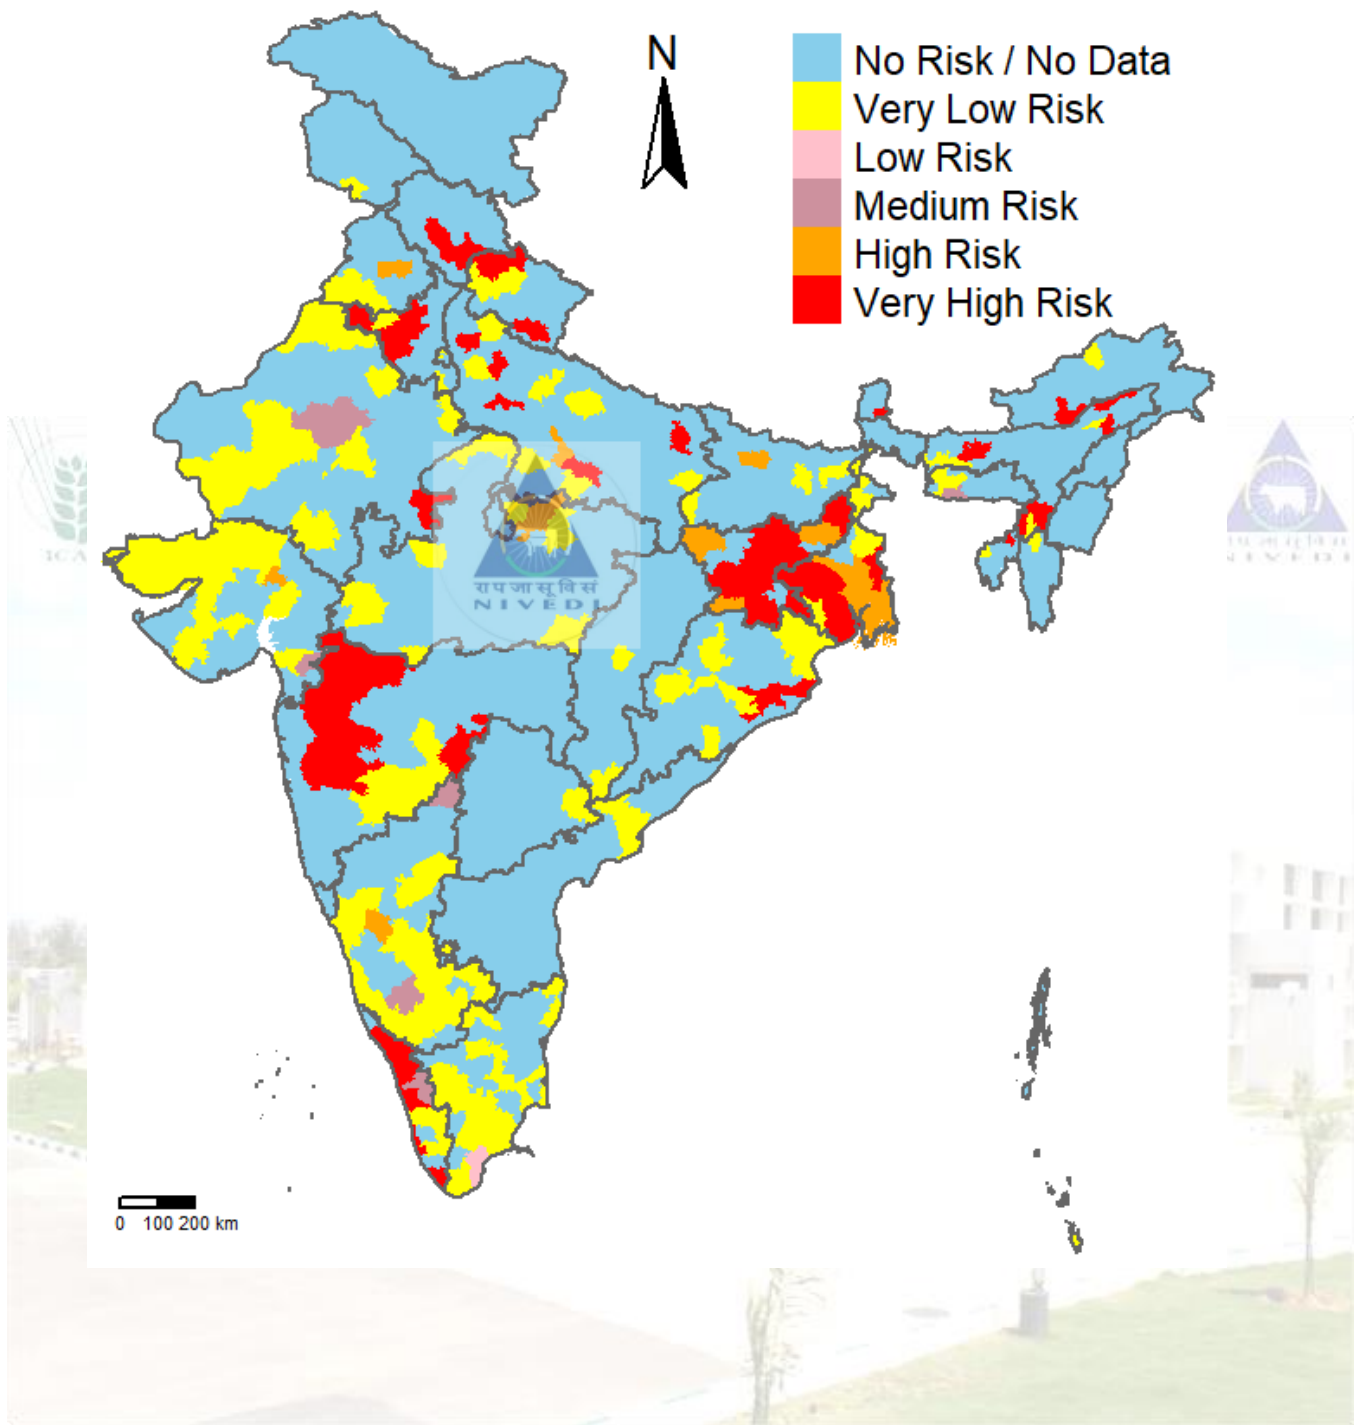 N
No Risk / No Data
Very Low Risk
Low Risk
Medium Risk
High Risk
Very High Risk
रापजासूविसं
NIVEDI
NIVEDI
0 100 200 km